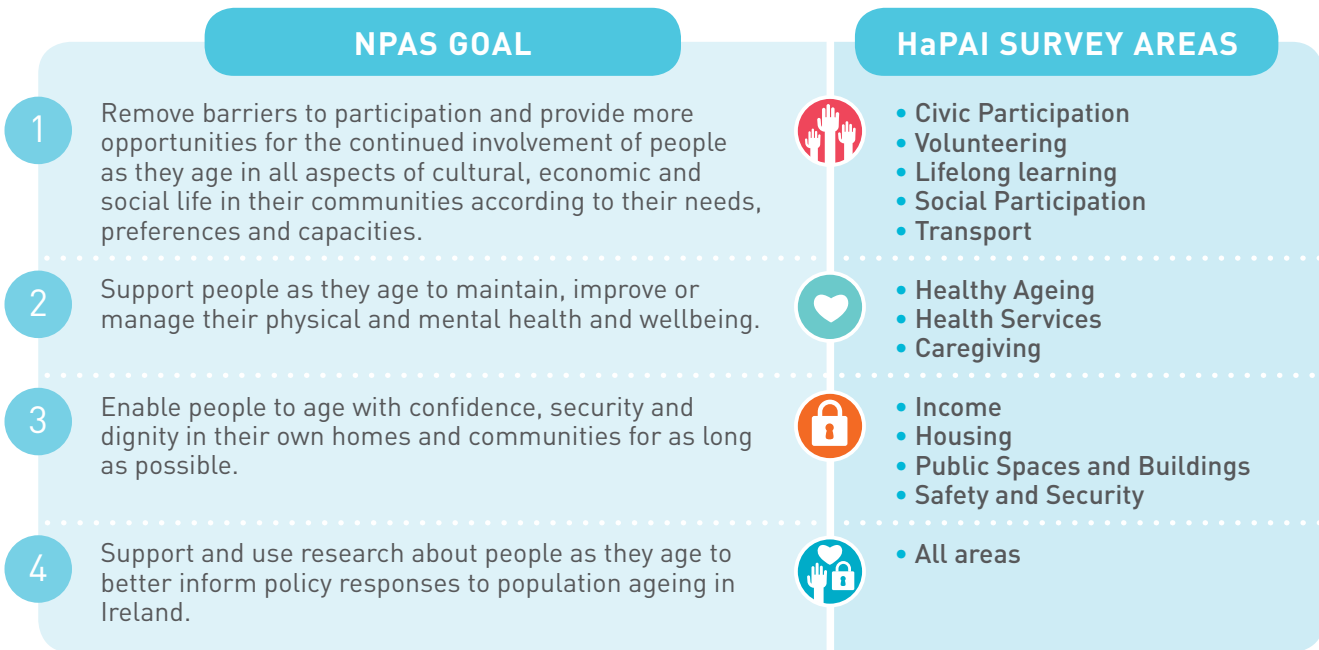 NPAS GOAL
HaPAI SURVEY AREAS
1
Remove barriers to participation and provide more
opportunities for the continued involvement of people
as they age in all aspects of cultural, economic and
social life in their communities according to their needs,
preferences and capacities.
• Civic Participation
• Volunteering
• Lifelong learning
• Social Participation
• Transport
2
Support people as they age to maintain, improve or
manage their physical and mental health and wellbeing.
• Healthy Ageing
• Health Services
• Caregiving
3
Enable people to age with confidence, security and
dignity in their own homes and communities for as long
as possible.
• Income
• Housing
• Public Spaces and Buildings
• Safety and Security
4
Support and use research about people as they age to
better inform policy responses to population ageing in
Ireland.
• All areas